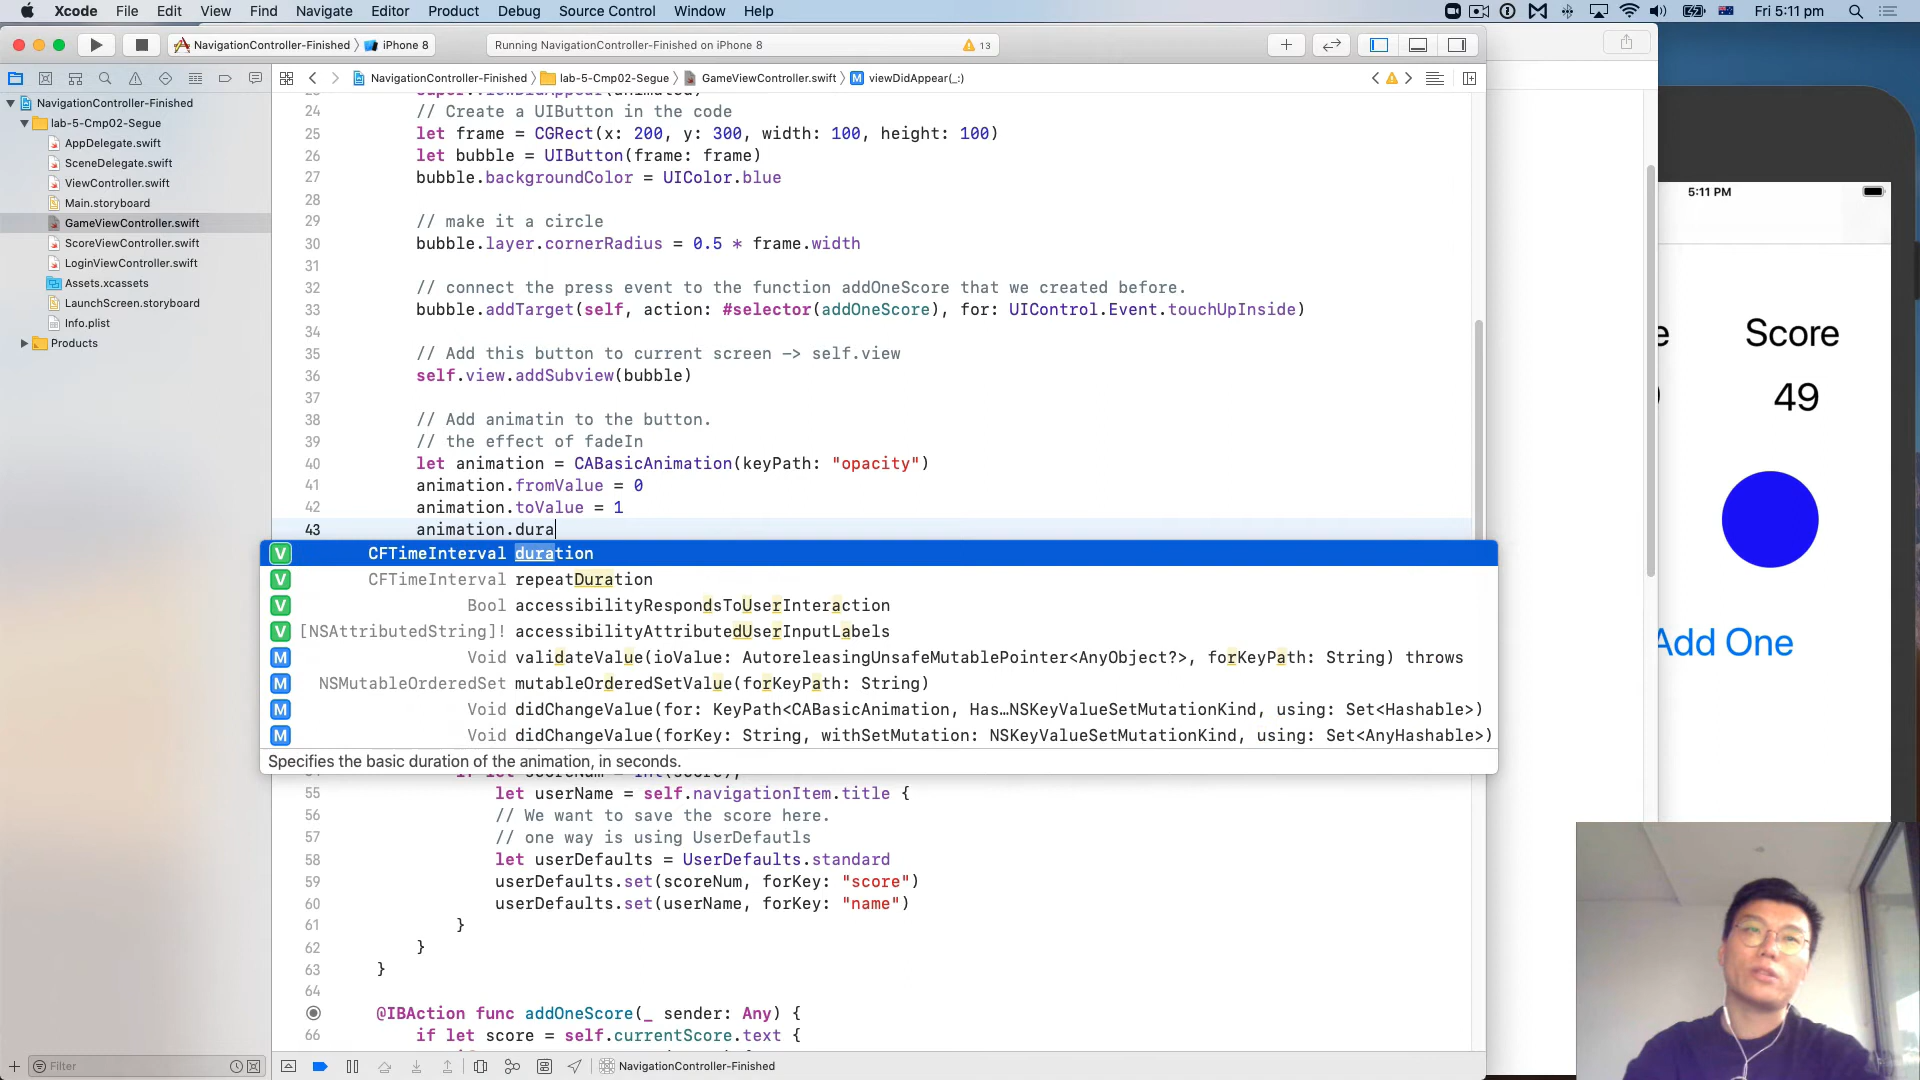 Xcode File Edit View Find Navigate Editor Product Debug Source Control Window Help
Fri 5:11 pm
NavigationController-Finished iPhone 8
Running NavigationController-Finished on iPhone 8
13
NavigationController-Finished lab-5-Cmp02-Segue GameViewController.swift M viewDidAppear(_:)
NavigationController-Finished
lab-5-Cmp02-Segue
AppDelegate.swift
SceneDelegate.swift
ViewController.swift
Main.storyboard
GameViewController.swift
ScoreViewController.swift
LoginViewController.swift
Assets.xcassets
LaunchScreen.storyboard
Info.plist
Products
Filter
24 // Create a UIButton in the code
25 let frame = CGRect(x: 200, y: 300, width: 100, height: 100)
26 let bubble = UIButton(frame: frame)
27 bubble.backgroundColor = UIColor.blue
28
29 // make it a circle
30 bubble.layer.cornerRadius = 0.5 * frame.width
31
32 // connect the press event to the function addOneScore that we created before.
33 bubble.addTarget(self, action: #selector(addOneScore), for: UIControl.Event.touchUpInside)
34
35 // Add this button to current screen -> self.view
36 self.view.addSubview(bubble)
37
38 // Add animatin to the button.
39 // the effect of fadeIn
40 let animation = CABasicAnimation(keyPath: "opacity")
41 animation.fromValue = 0
42 animation.toValue = 1
43 animation.dura
V CFTimeInterval duration
V CFTimeInterval repeatDuration
V Bool accessibilityRespondsToUserInteraction
V [NSAttributedString]! accessibilityAttributedUserInputLabels
M Void validateValue(ioValue: AutoreleasingUnsafeMutablePointer<AnyObject?>, forKeyPath: String) throws
M NSMutableOrderedSet mutableOrderedSetValue(forKeyPath: String)
M Void didChangeValue(for: KeyPath<CABasicAnimation, Has…NSKeyValueSetMutationKind, using: Set<Hashable>)
M Void didChangeValue(forKey: String, withSetMutation: NSKeyValueSetMutationKind, using: Set<AnyHashable>)
Specifies the basic duration of the animation, in seconds.
55 let userName = self.navigationItem.title {
56 // We want to save the score here.
57 // one way is using UserDefautls
58 let userDefaults = UserDefaults.standard
59 userDefaults.set(scoreNum, forKey: "score")
60 userDefaults.set(userName, forKey: "name")
61 }
62 }
63 }
64
@IBAction func addOneScore(_ sender: Any) {
66 if let score = self.currentScore.text {
NavigationController-Finished
5:11 PM
Score
49
Add One